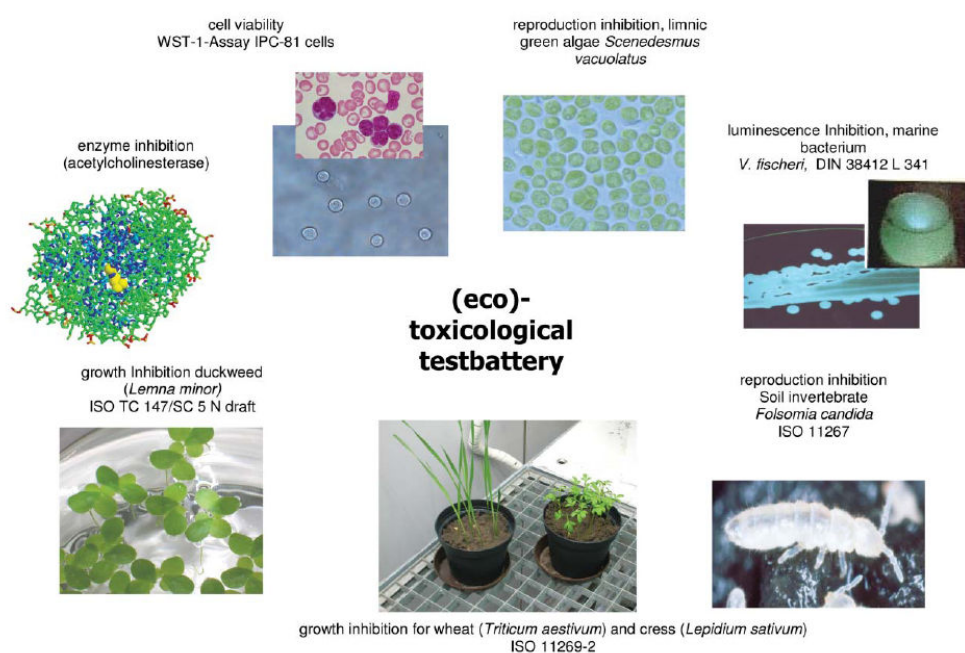 cell viability
WST-1-Assay IPC-81 cells
reproduction inhibition, limnic
green algae Scenedesmus
vacuolatus
enzyme inhibition
(acetylcholinesterase)
luminescence Inhibition, marine
bacterium
V. fischeri, DIN 38412 L 341
(eco)-
toxicological
testbattery
growth Inhibition duckweed
(Lemna minor)
ISO TC 147/SC 5 N draft
reproduction inhibition
Soil invertebrate
Folsomia candida
ISO 11267
growth inhibition for wheat (Triticum aestivum) and cress (Lepidium sativum)
ISO 11269-2